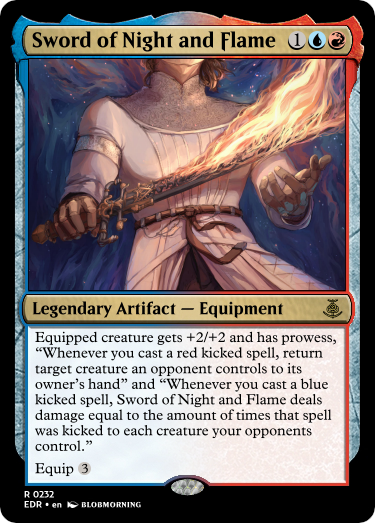 Sword of Night and Flame 1
Legendary Artifact — Equipment
Equipped creature gets +2/+2 and has prowess,
“Whenever you cast a red kicked spell, return
target creature an opponent controls to its
owner’s hand” and “Whenever you cast a blue
kicked spell, Sword of Night and Flame deals
damage equal to the amount of times that spell
was kicked to each creature your opponents
control.”
Equip 3
R 0232
EDR • en BLOBMORNING